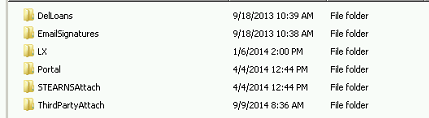 DelLoans 9/18/2013 10:39 AM File folder
EmailSignatures 9/18/2013 10:38 AM File folder
LX 1/6/2014 2:00 PM File folder
Portal 4/4/2014 12:44 PM File folder
STEARNSAttach 4/4/2014 12:44 PM File folder
ThirdPartyAttach 9/9/2014 8:36 AM File folder